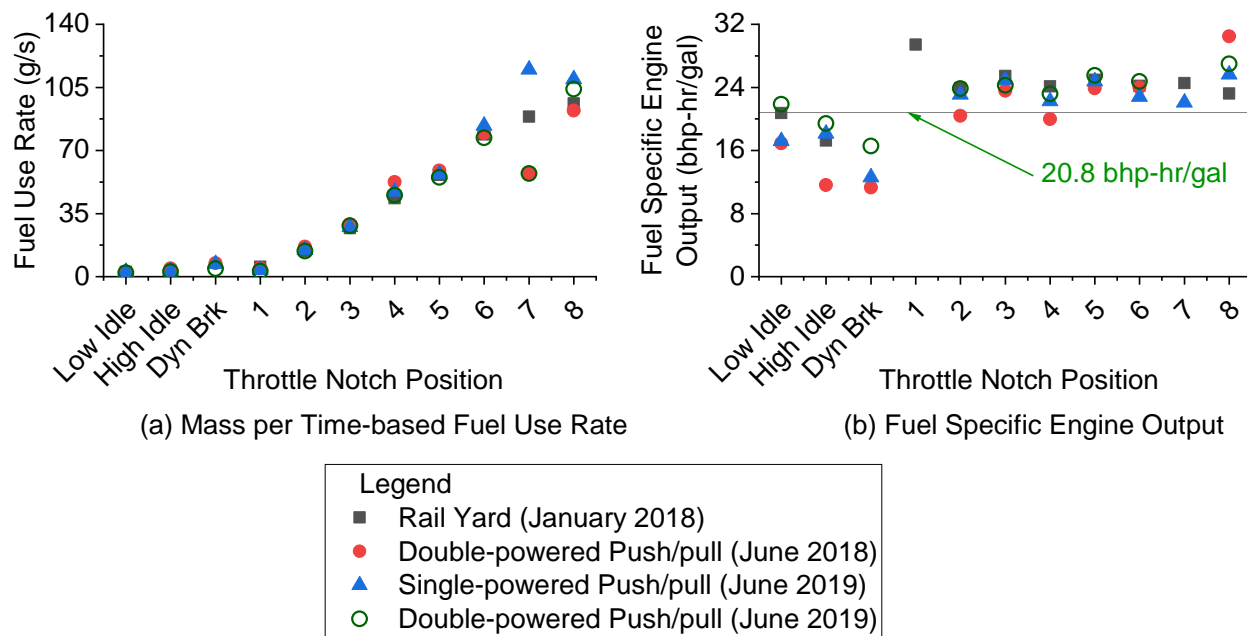 Fuel Use Rate (g/s)
140
105
70
35
0
Low Idle
High Idle
Dyn Brk
1
2
3
4
5
6
7
8
Throttle Notch Position
(a) Mass per Time-based Fuel Use Rate
Fuel Specific Engine
Output (bhp-hr/gal)
32
24
16
8
0
20.8 bhp-hr/gal
Low Idle
High Idle
Dyn Brk
1
2
3
4
5
6
7
8
Throttle Notch Position
(b) Fuel Specific Engine Output
Legend
Rail Yard (January 2018)
Double-powered Push/pull (June 2018)
Single-powered Push/pull (June 2019)
Double-powered Push/pull (June 2019)